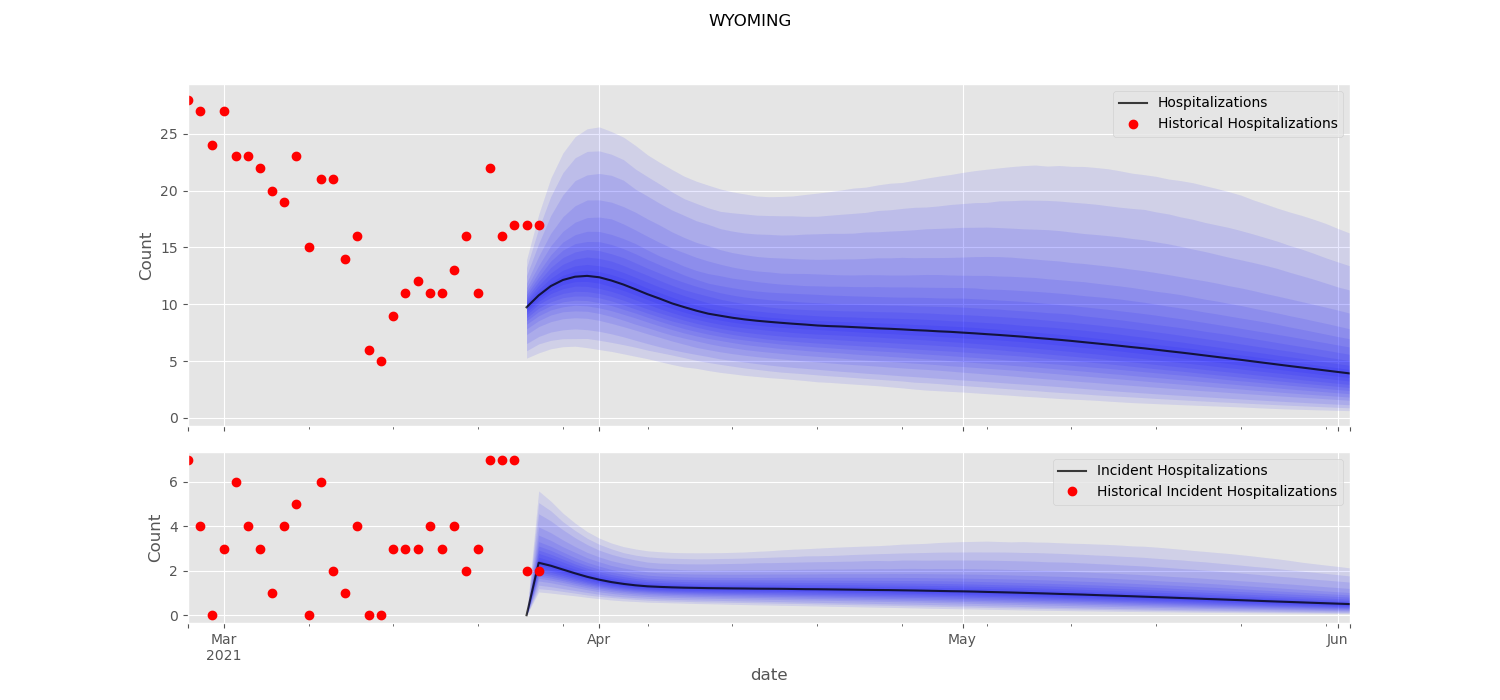 WYOMING
Hospitalizations
Historical Hospitalizations
Count
25
20
15
10
5
0
Incident Hospitalizations
Historical Incident Hospitalizations
Count
6
4
2
0
Mar
2021
Apr
May
Jun
date